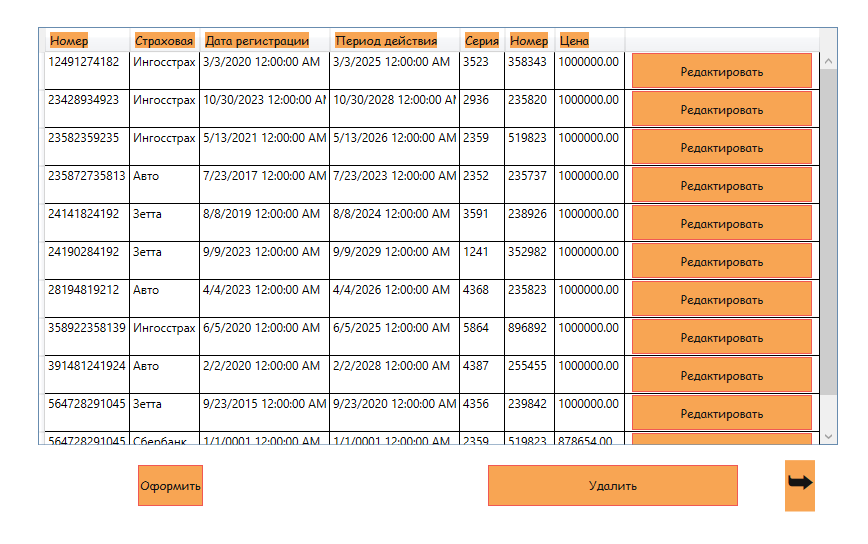 Номер Страховая Дата регистрации Период действия Серия Номер Цена
12491274182 Ингосстрах 3/3/2020 12:00:00 AM 3/3/2025 12:00:00 AM 3523 358343 1000000.00 Редактировать
23428934923 Ингосстрах 10/30/2023 12:00:00 AM 10/30/2028 12:00:00 AM 2936 235820 1000000.00 Редактировать
23582359235 Ингосстрах 5/13/2021 12:00:00 AM 5/13/2026 12:00:00 AM 2359 519823 1000000.00 Редактировать
235872735813 Авто 7/23/2017 12:00:00 AM 7/23/2023 12:00:00 AM 2352 235737 1000000.00 Редактировать
24141824192 Зетта 8/8/2019 12:00:00 AM 8/8/2024 12:00:00 AM 3591 238926 1000000.00 Редактировать
24190284192 Зетта 9/9/2023 12:00:00 AM 9/9/2029 12:00:00 AM 1241 352982 1000000.00 Редактировать
28194819212 Авто 4/4/2023 12:00:00 AM 4/4/2026 12:00:00 AM 4368 235823 1000000.00 Редактировать
358922358139 Ингосстрах 6/5/2020 12:00:00 AM 6/5/2025 12:00:00 AM 5864 896892 1000000.00 Редактировать
391481241924 Авто 2/2/2020 12:00:00 AM 2/2/2028 12:00:00 AM 4387 255455 1000000.00 Редактировать
564728291045 Зетта 9/23/2015 12:00:00 AM 9/23/2020 12:00:00 AM 4356 239842 1000000.00 Редактировать
564728291045 Сбербанк 1/1/0001 12:00:00 AM 1/1/0001 12:00:00 AM 2359 519823 878654.00
Оформить Удалить